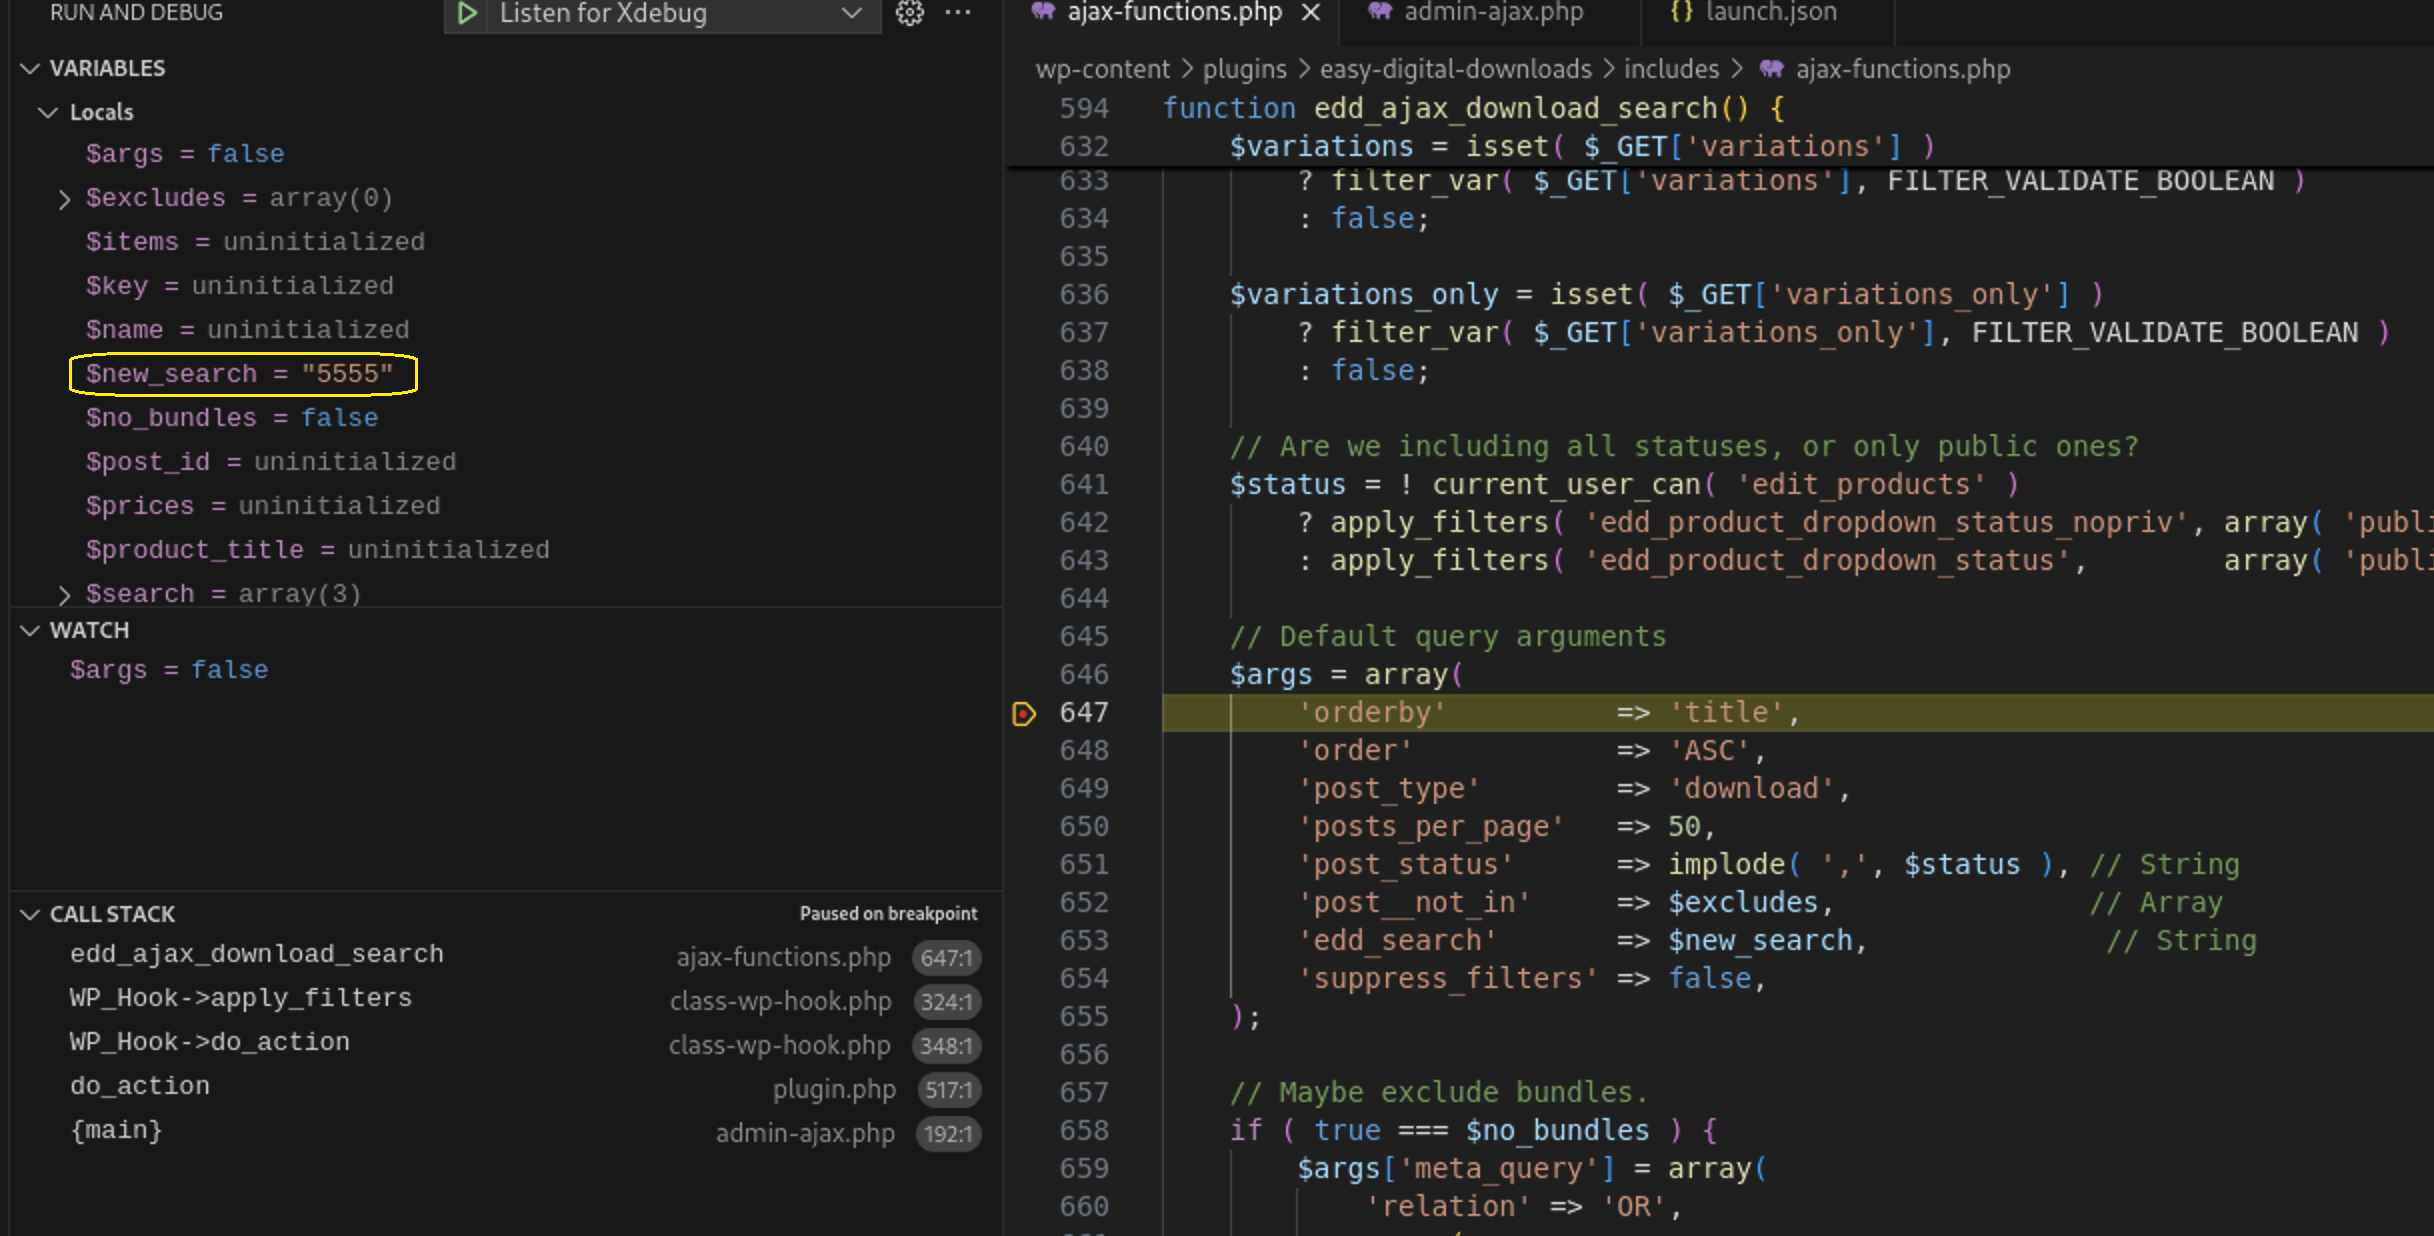 RUN AND DEBUG
Listen for Xdebug
VARIABLES
Locals
$args = false
$excludes = array(0)
$items = uninitialized
$key = uninitialized
$name = uninitialized
$new_search = "5555"
$no_bundles = false
$post_id = uninitialized
$prices = uninitialized
$product_title = uninitialized
$search = array(3)
WATCH
$args = false
CALL STACK Paused on breakpoint
edd_ajax_download_search ajax-functions.php 647:1
WP_Hook->apply_filters class-wp-hook.php 324:1
WP_Hook->do_action class-wp-hook.php 348:1
do_action plugin.php 517:1
{main} admin-ajax.php 192:1
ajax-functions.php admin-ajax.php {} launch.json
wp-content > plugins > easy-digital-downloads > includes > ajax-functions.php
594 function edd_ajax_download_search() {
632 $variations = isset( $_GET['variations'] )
633 ? filter_var( $_GET['variations'], FILTER_VALIDATE_BOOLEAN )
634 : false;
635
636 $variations_only = isset( $_GET['variations_only'] )
637 ? filter_var( $_GET['variations_only'], FILTER_VALIDATE_BOOLEAN )
638 : false;
639
640 // Are we including all statuses, or only public ones?
641 $status = ! current_user_can( 'edit_products' )
642 ? apply_filters( 'edd_product_dropdown_status_nopriv', array( 'publi
643 : apply_filters( 'edd_product_dropdown_status', array( 'publi
644
645 // Default query arguments
646 $args = array(
647 'orderby' => 'title',
648 'order' => 'ASC',
649 'post_type' => 'download',
650 'posts_per_page' => 50,
651 'post_status' => implode( ',', $status ), // String
652 'post__not_in' => $excludes, // Array
653 'edd_search' => $new_search, // String
654 'suppress_filters' => false,
655 );
656
657 // Maybe exclude bundles.
658 if ( true === $no_bundles ) {
659 $args['meta_query'] = array(
660 'relation' => 'OR',